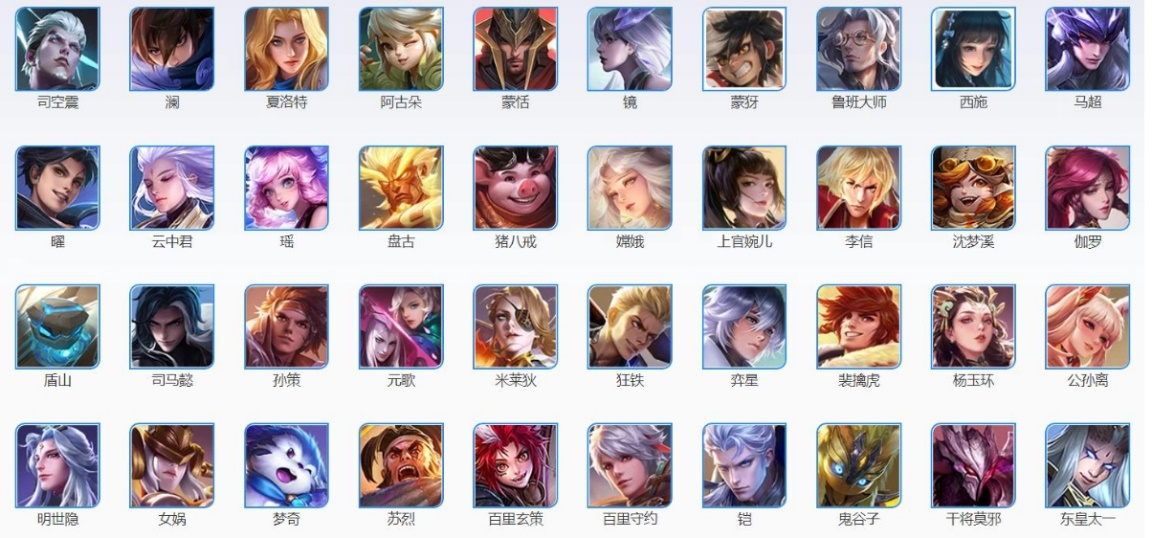 司空震 澜 夏洛特 阿古朵 蒙恬 镜 蒙犽 鲁班大师 西施 马超
曜 云中君 瑶 盘古 猪八戒 嫦娥 上官婉儿 李信 沈梦溪 伽罗
盾山 司马懿 孙策 元歌 米莱狄 狂铁 弈星 裴擒虎 杨玉环 公孙离
明世隐 女娲 梦奇 苏烈 百里玄策 百里守约 铠 鬼谷子 干将莫邪 东皇太一